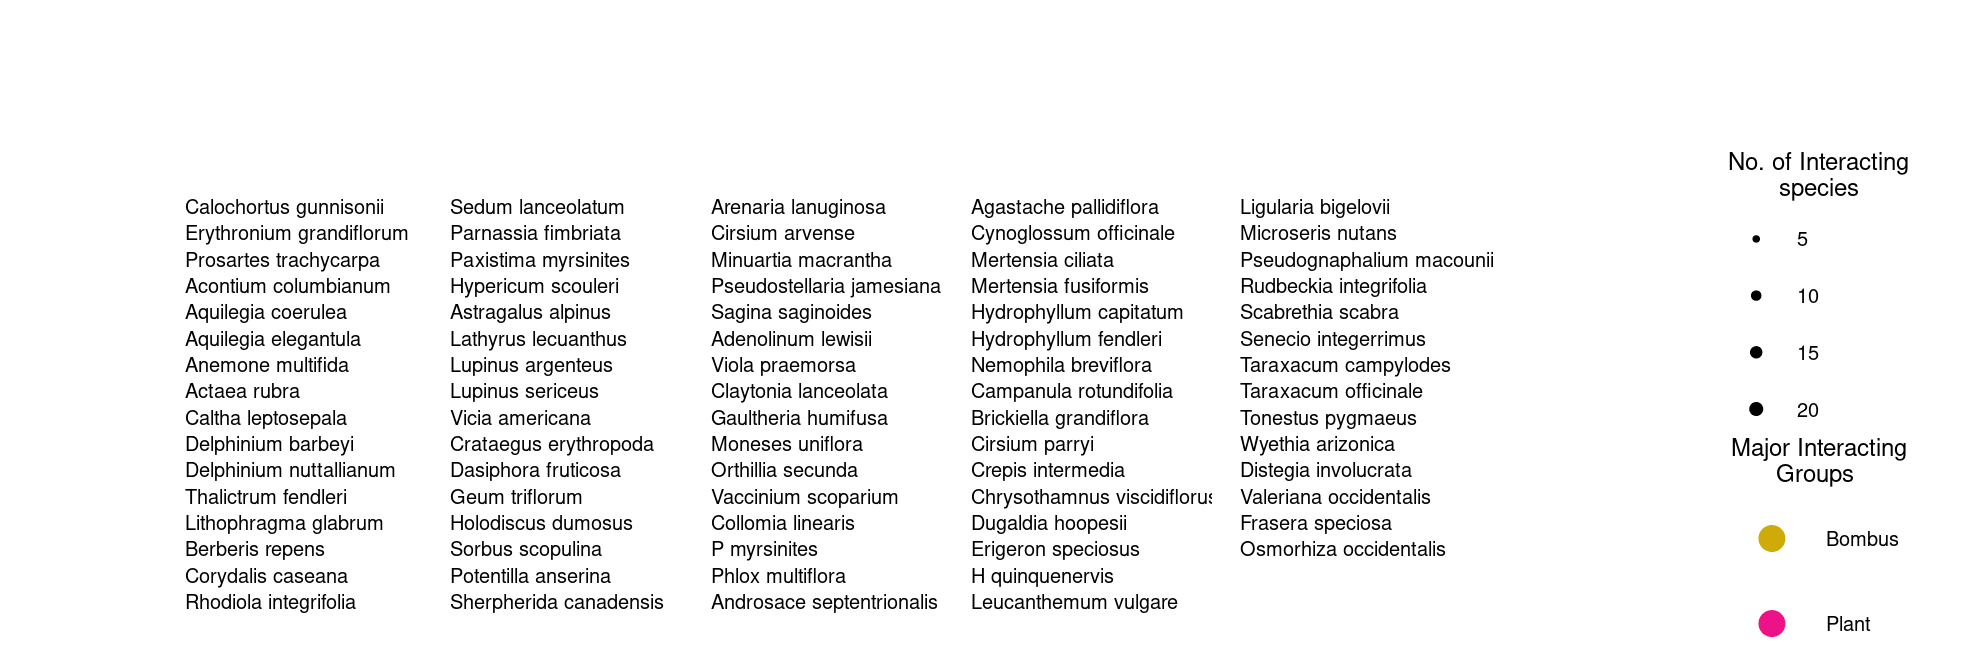 No. of Interacting
species
Calochortus gunnisonii
Erythronium grandiflorum
Prosartes trachycarpa
Acontium columbianum
Aquilegia coerulea
Aquilegia elegantula
Anemone multifida
Actaea rubra
Caltha leptosepala
Delphinium barbeyi
Delphinium nuttallianum
Thalictrum fendleri
Lithophragma glabrum
Berberis repens
Corydalis caseana
Rhodiola integrifolia
Sedum lanceolatum
Parnassia fimbriata
Paxistima myrsinites
Hypericum scouleri
Astragalus alpinus
Lathyrus lecuanthus
Lupinus argenteus
Lupinus sericeus
Vicia americana
Crataegus erythropoda
Dasiphora fruticosa
Geum triflorum
Holodiscus dumosus
Sorbus scopulina
Potentilla anserina
Sherpherida canadensis
Arenaria lanuginosa
Cirsium arvense
Minuartia macrantha
Pseudostellaria jamesiana
Sagina saginoides
Adenolinum lewisii
Viola praemorsa
Claytonia lanceolata
Gaultheria humifusa
Moneses uniflora
Orthillia secunda
Vaccinium scoparium
Collomia linearis
P myrsinites
Phlox multiflora
Androsace septentrionalis
Agastache pallidiflora
Cynoglossum officinale
Mertensia ciliata
Mertensia fusiformis
Hydrophyllum capitatum
Hydrophyllum fendleri
Nemophila breviflora
Campanula rotundifolia
Brickiella grandiflora
Cirsium parryi
Crepis intermedia
Chrysothamnus viscidiflorus
Dugaldia hoopesii
Erigeron speciosus
H quinquenervis
Leucanthemum vulgare
Ligularia bigelovii
Microseris nutans
Pseudognaphalium macounii
Rudbeckia integrifolia
Scabrethia scabra
Senecio integerrimus
Taraxacum campylodes
Taraxacum officinale
Tonestus pygmaeus
Wyethia arizonica
Distegia involucrata
Valeriana occidentalis
Frasera speciosa
Osmorhiza occidentalis
5
10
15
20
Major Interacting
Groups
Bombus
Plant